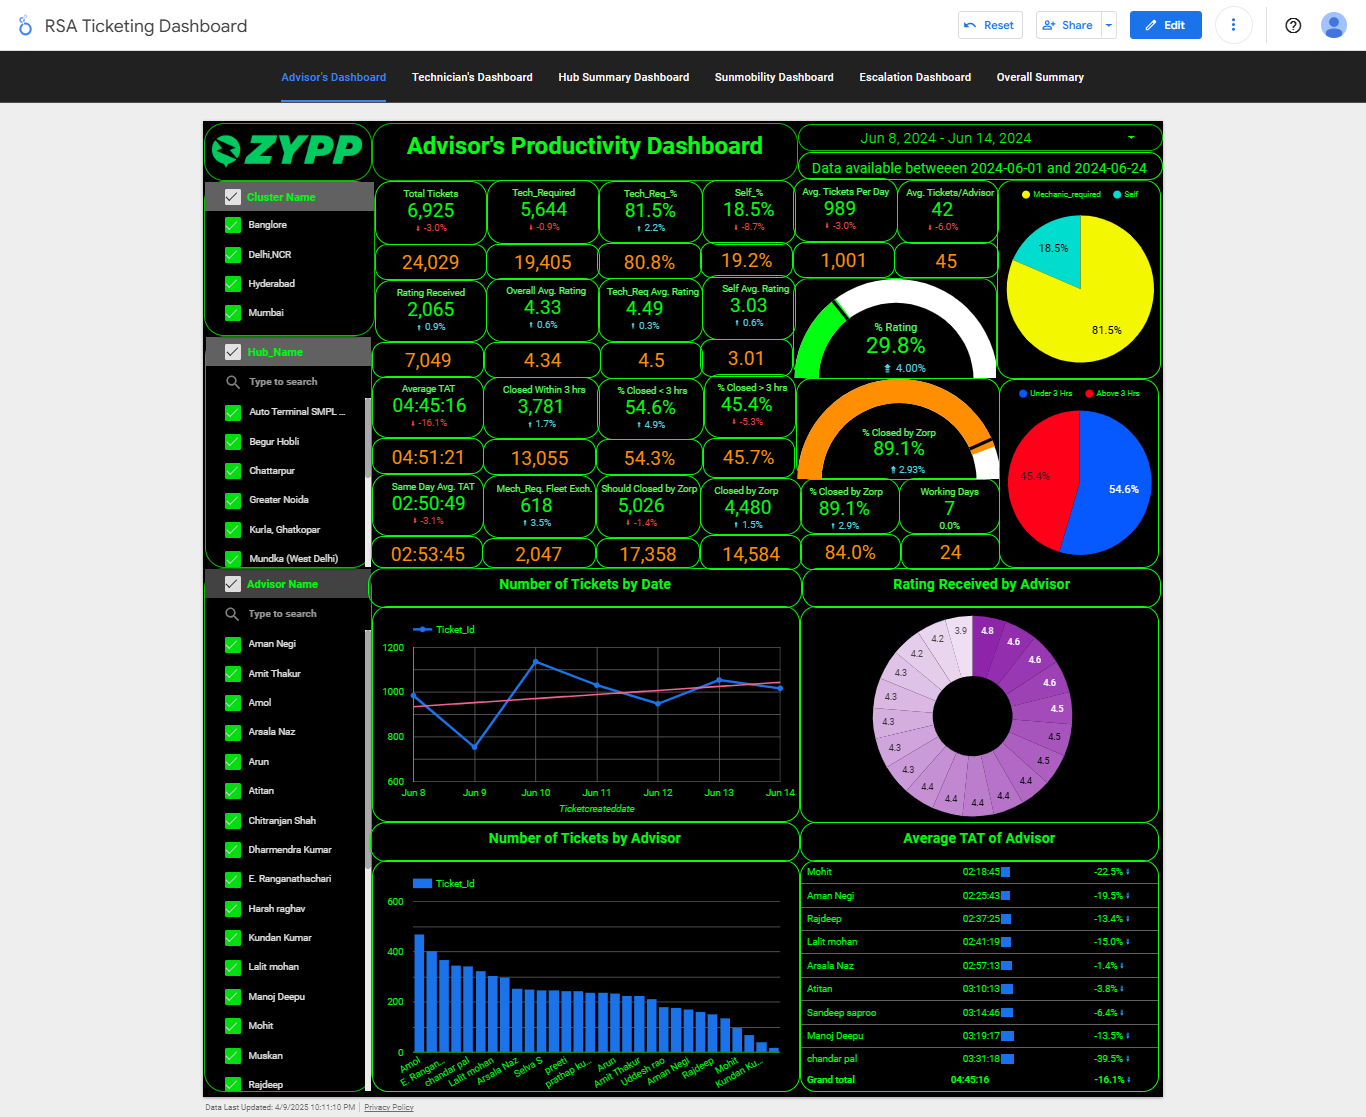 RSA Ticketing Dashboard
Reset
Share
Edit
Advisor's Dashboard
Technician's Dashboard
Hub Summary Dashboard
Sunmobility Dashboard
Escalation Dashboard
Overall Summary
ZYPP
Advisor's Productivity Dashboard
Jun 8, 2024 - Jun 14, 2024
Data available betweeen 2024-06-01 and 2024-06-24
Cluster Name
Banglore
Delhi,NCR
Hyderabad
Mumbai
Hub_Name
Type to search
Auto Terminal SMPL ...
Begur Hobli
Chattarpur
Greater Noida
Kurla, Ghatkopar
Mundka (West Delhi)
Advisor Name
Type to search
Aman Negi
Amit Thakur
Amol
Arsala Naz
Arun
Atitan
Chitranjan Shah
Dharmendra Kumar
E. Ranganathachari
Harsh raghav
Kundan Kumar
Lalit mohan
Manoj Deepu
Mohit
Muskan
Rajdeep
Total Tickets
6,925
-3.0%
24,029
Tech_Required
5,644
-0.9%
19,405
Tech_Req_%
81.5%
2.2%
80.8%
Self_%
18.5%
-8.7%
19.2%
Avg. Tickets Per Day
989
-3.0%
1,001
Avg. Tickets/Advisor
42
-6.0%
45
Mechanic_required
Self
18.5%
81.5%
Rating Received
2,065
0.9%
7,049
Overall Avg. Rating
4.33
0.6%
4.34
Tech_Req Avg. Rating
4.49
0.3%
4.5
Self Avg. Rating
3.03
0.6%
3.01
% Rating
29.8%
4.00%
Average TAT
04:45:16
-16.1%
04:51:21
Closed Within 3 hrs
3,781
1.7%
13,055
% Closed < 3 hrs
54.6%
4.9%
54.3%
% Closed > 3 hrs
45.4%
-5.3%
45.7%
% Closed by Zorp
89.1%
2.93%
Under 3 Hrs
Above 3 Hrs
45.4%
54.6%
Same Day Avg. TAT
02:50:49
-3.1%
02:53:45
Mech_Req. Fleet Exch.
618
3.5%
2,047
Should Closed by Zorp
5,026
-1.4%
17,358
Closed by Zorp
4,480
1.5%
14,584
% Closed by Zorp
89.1%
2.9%
84.0%
Working Days
7
0.0%
24
Number of Tickets by Date
Ticket_Id
1200
1000
800
600
Jun 8
Jun 9
Jun 10
Jun 11
Jun 12
Jun 13
Jun 14
Ticketcreateddate
Rating Received by Advisor
4.8
4.6
4.6
4.6
4.5
4.5
4.5
4.4
4.4
4.4
4.4
4.4
4.3
4.3
4.3
4.3
4.3
4.2
4.2
3.9
Number of Tickets by Advisor
Ticket_Id
600
400
200
0
Amol
E. Rangan...
chandar pal
Lalit mohan
Arsala Naz
Selva S
preeti
prathap ku...
Arun
Amit Thakur
Uddesh rao
Aman Negi
Rajdeep
Mohit
Kundan Ku...
Average TAT of Advisor
Mohit 02:18:45 -22.5%
Aman Negi 02:25:43 -19.5%
Rajdeep 02:37:25 -13.4%
Lalit mohan 02:41:19 -15.0%
Arsala Naz 02:57:13 -1.4%
Atitan 03:10:13 -3.8%
Sandeep saproo 03:14:46 -6.4%
Manoj Deepu 03:19:17 -13.5%
chandar pal 03:31:18 -39.5%
Grand total 04:45:16 -16.1%
Data Last Updated: 4/9/2025 10:11:10 PM
Privacy Policy